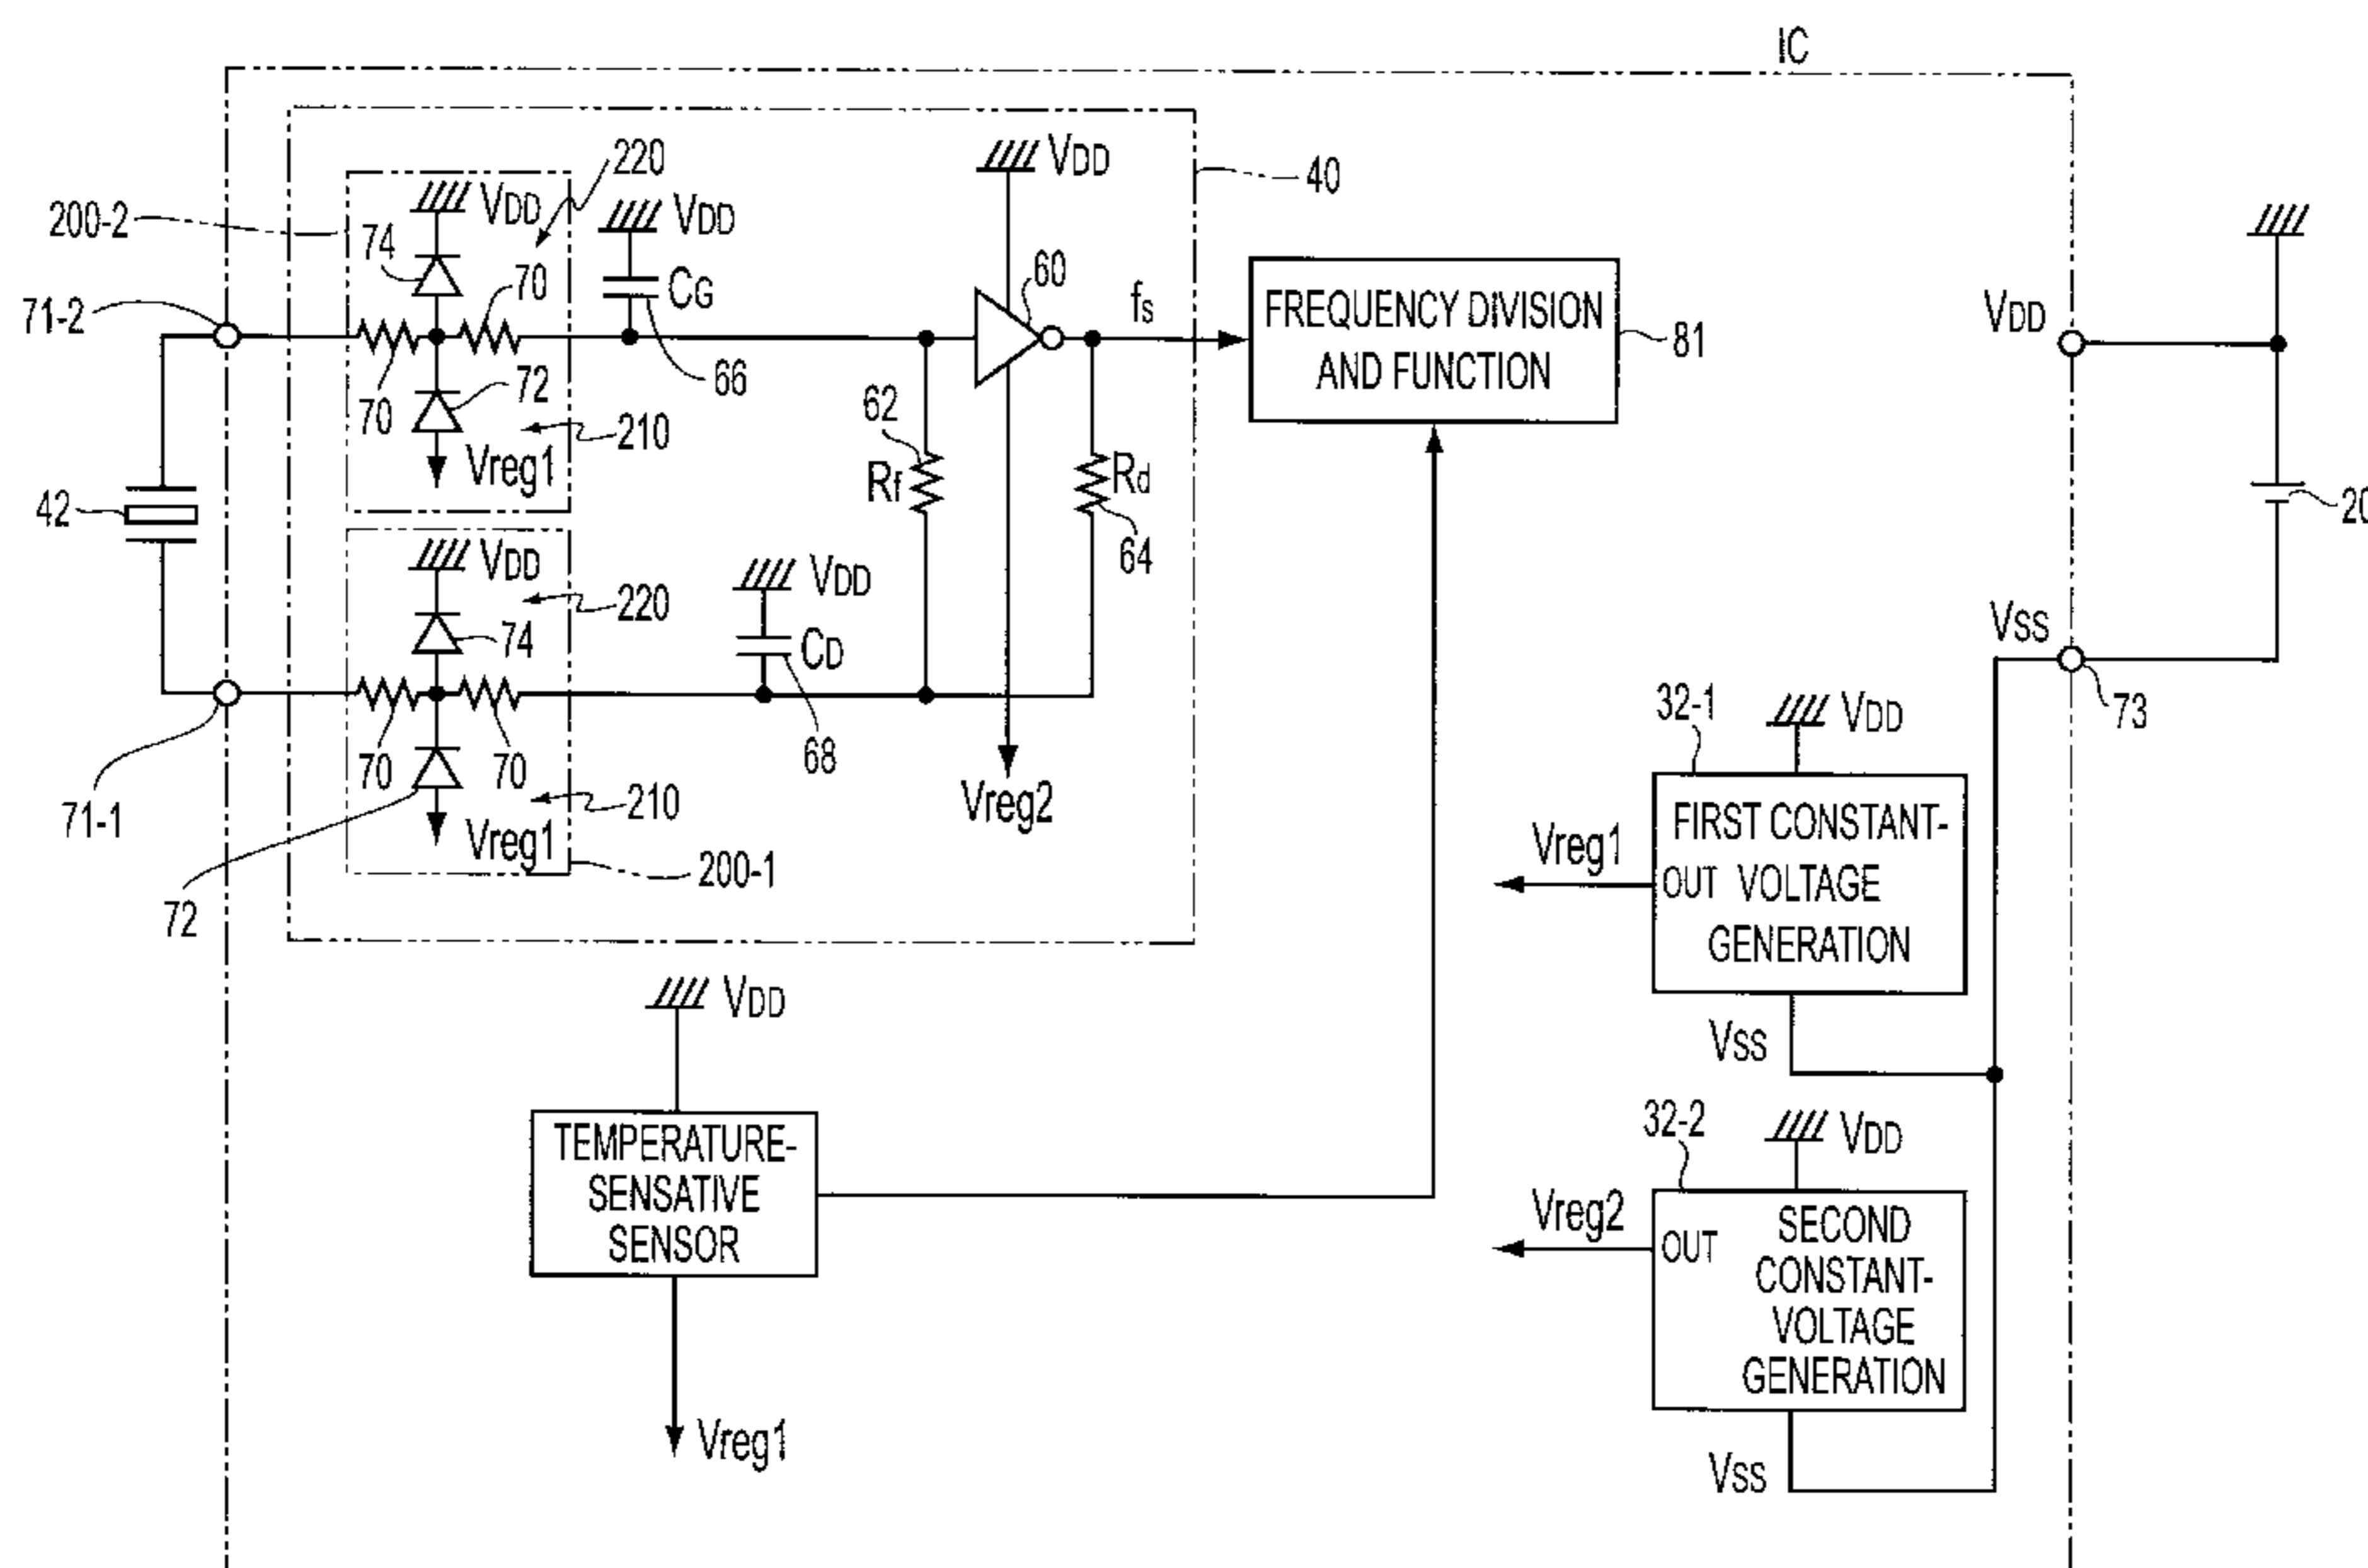 IC
200-2
VDD
220
VDD
VDD
40
74
70
CG
60
fs
FREQUENCY DIVISION
AND FUNCTION
81
VDD
71-2
70
72
66
62
210
Vreg1
Rf
Rd
64
42
20
VDD
220
74
VDD
CD
68
VSS
73
70
70
Vreg2
71-1
210
Vreg1
200-1
72
32-1
VDD
FIRST CONSTANT-
Vreg1
OUT VOLTAGE
GENERATION
VSS
VDD
TEMPERATURE-
SENSATIVE
SENSOR
Vreg1
32-2
VDD
Vreg2
OUT
SECOND
CONSTANT-
VOLTAGE
GENERATION
VSS